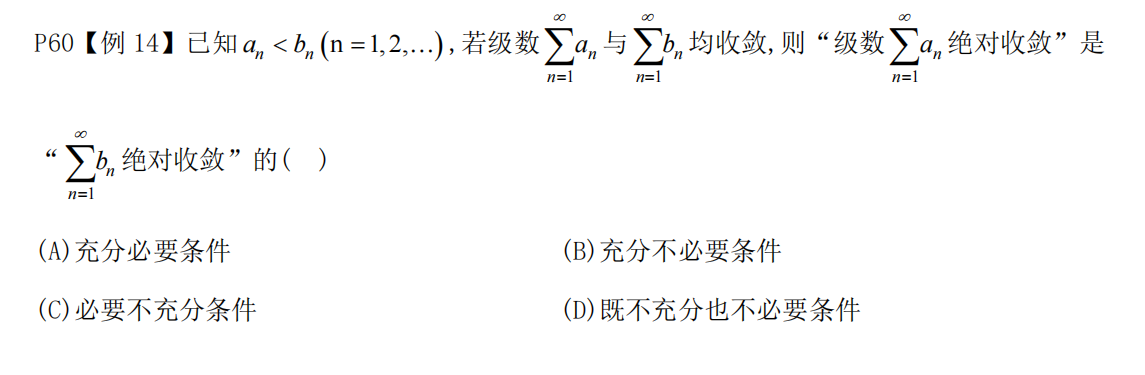 P60【例 14】已知 $a_n < b_n (n = 1, 2, \ldots)$,若级数 $\sum_{n=1}^{\infty} a_n$ 与 $\sum_{n=1}^{\infty} b_n$ 均收敛,则“级数 $\sum_{n=1}^{\infty} a_n$ 绝对收敛”是
“$\sum_{n=1}^{\infty} b_n$ 绝对收敛”的( )
(A)充分必要条件 (B)充分不必要条件
(C)必要不充分条件 (D)既不充分也不必要条件